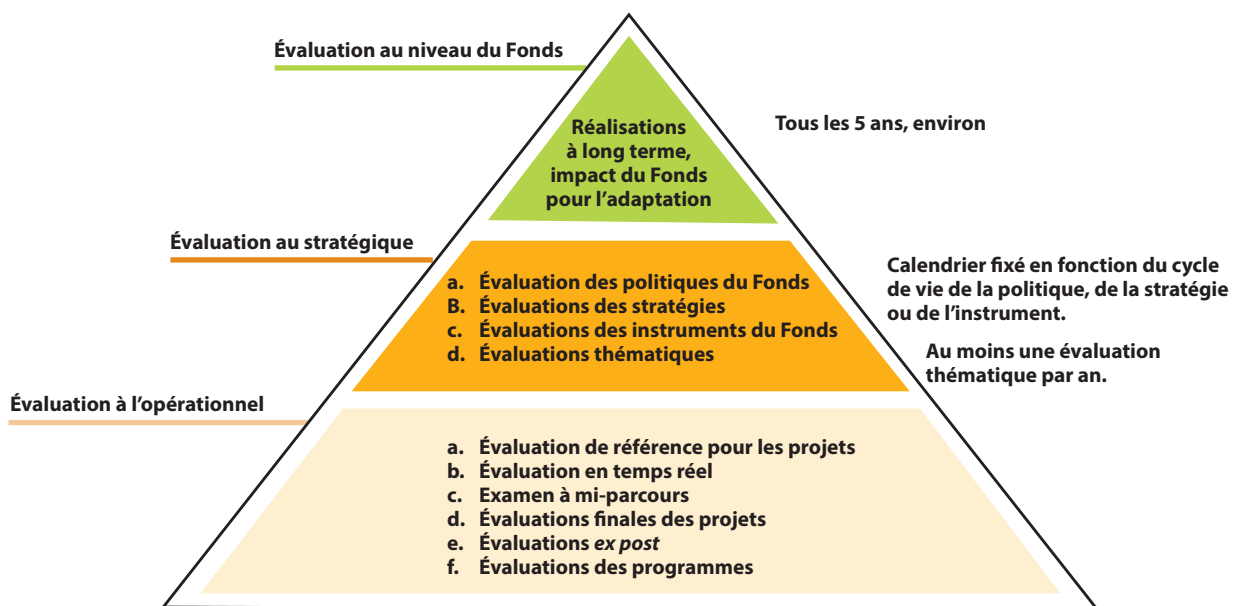 Évaluation au niveau du Fonds
Réalisations
à long terme,
impact du Fonds
pour l'adaptation
Tous les 5 ans, environ
Évaluation au stratégique
a. Évaluation des politiques du Fonds
B. Évaluations des stratégies
c. Évaluations des instruments du Fonds
d. Évaluations thématiques
Calendrier fixé en fonction du cycle
de vie de la politique, de la stratégie
ou de l'instrument.
Au moins une évaluation
thématique par an.
Évaluation à l'opérationnel
a. Évaluation de référence pour les projets
b. Évaluation en temps réel
c. Examen à mi-parcours
d. Évaluations finales des projets
e. Évaluations ex post
f. Évaluations des programmes